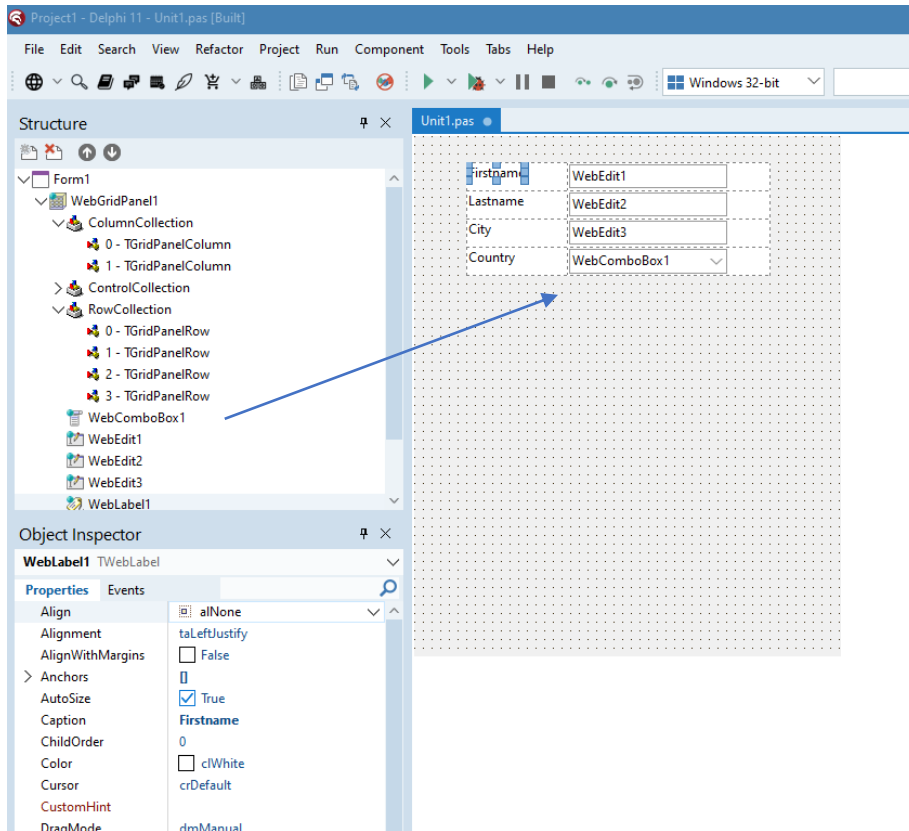 Project1 - Delphi 11 - Unit1.pas [Built]
File Edit Search View Refactor Project Run Component Tools Tabs Help
Windows 32-bit
Structure
Unit1.pas
Form1
WebGridPanel1
ColumnCollection
0 - TGridPanelColumn
1 - TGridPanelColumn
ControlCollection
RowCollection
0 - TGridPanelRow
1 - TGridPanelRow
2 - TGridPanelRow
3 - TGridPanelRow
WebComboBox1
WebEdit1
WebEdit2
WebEdit3
WebLabel1
Firstname WebEdit1
Lastname WebEdit2
City WebEdit3
Country WebComboBox1
Object Inspector
WebLabel1 TWebLabel
Properties Events
Align alNone
Alignment taLeftJustify
AlignWithMargins False
Anchors []
AutoSize True
Caption Firstname
ChildOrder 0
Color clWhite
Cursor crDefault
CustomHint
DragMode dmManual